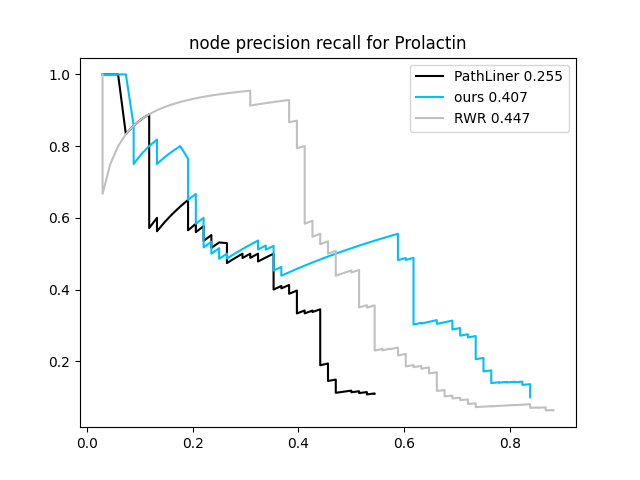 node precision recall for Prolactin
PathLiner 0.255
ours 0.407
RWR 0.447
1.0
0.8
0.6
0.4
0.2
0.0 0.2 0.4 0.6 0.8